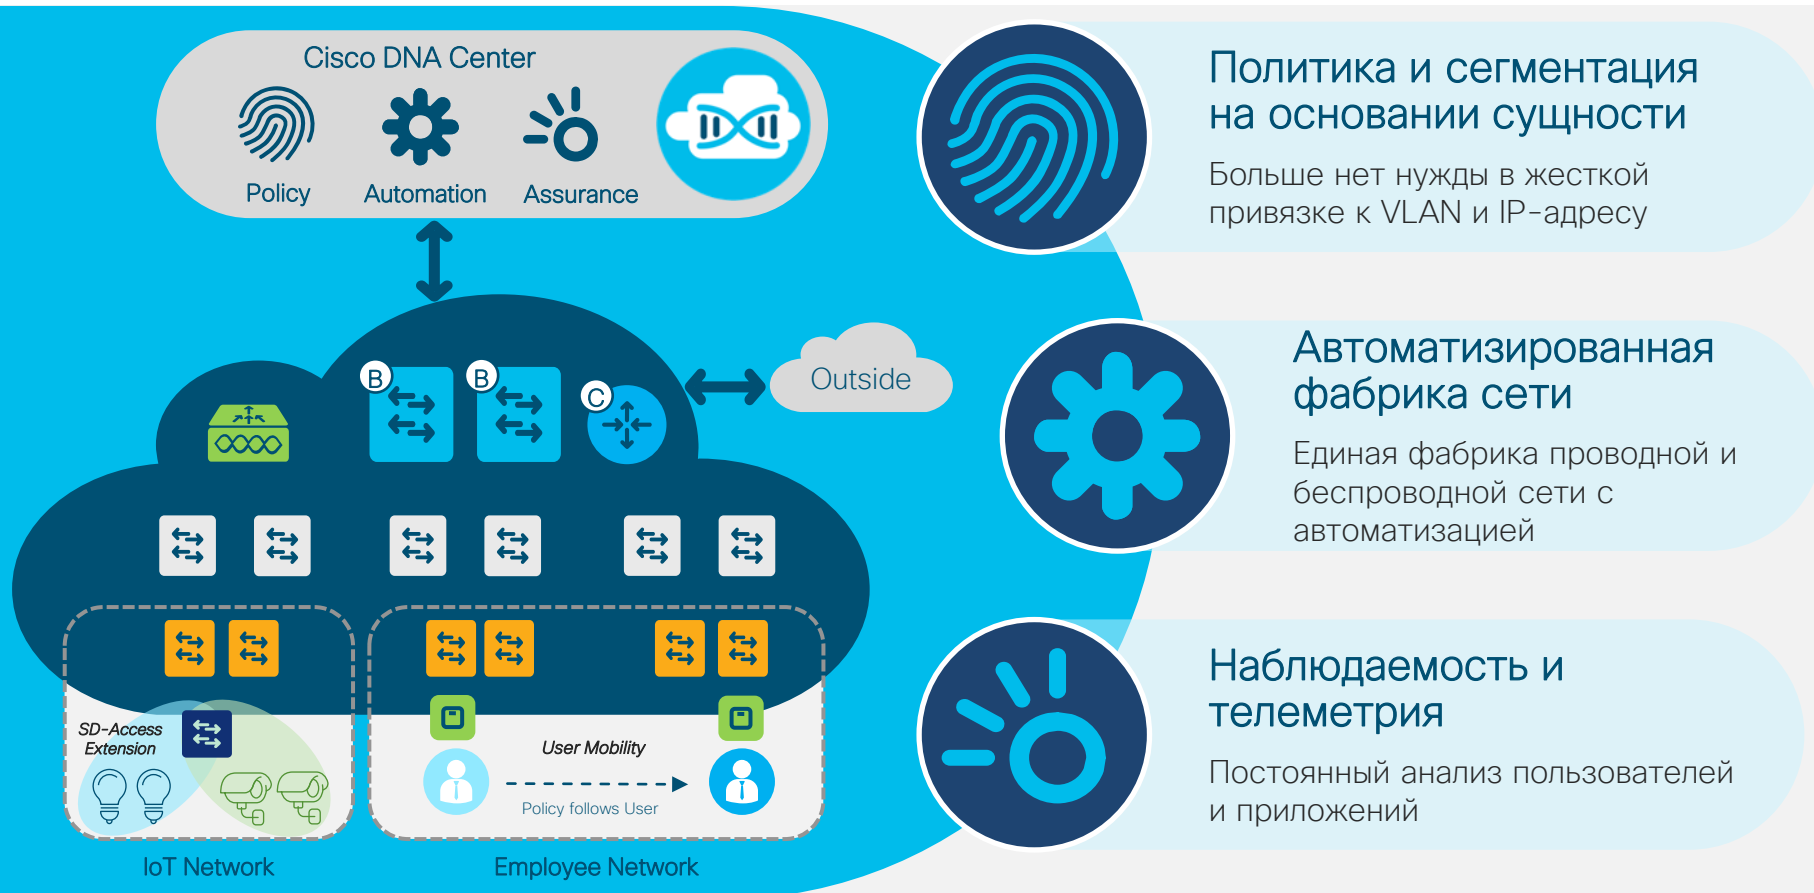 Cisco DNA Center
Policy
Automation
Assurance
B
B
C
Outside
SD-Access
Extension
User Mobility
Policy follows User
IoT Network
Employee Network
Политика и сегментация
на основании сущности
Больше нет нужды в жесткой
привязке к VLAN и IP-адресу
Автоматизированная
фабрика сети
Единая фабрика проводной и
беспроводной сети с
автоматизацией
Наблюдаемость и
телеметрия
Постоянный анализ пользователей
и приложений